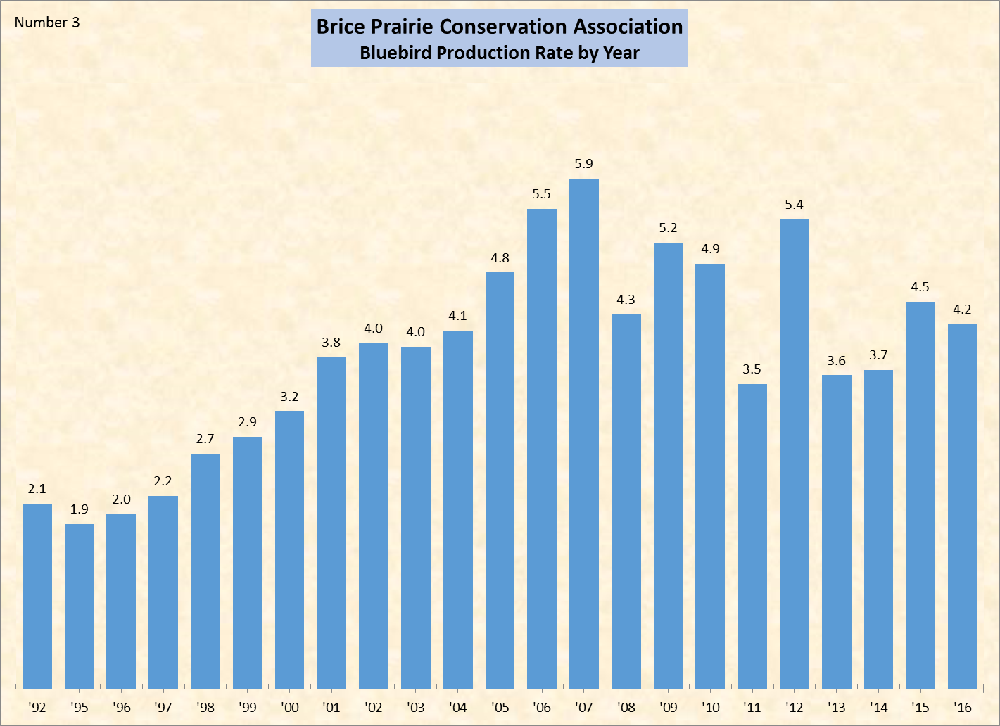 Number 3
Brice Prairie Conservation Association
Bluebird Production Rate by Year
2.1 1.9 2.0 2.2 2.7 2.9 3.2 3.8 4.0 4.0 4.1 4.8 5.5 5.9 4.3 5.2 4.9 3.5 5.4 3.6 3.7 4.5 4.2
'92 '95 '96 '97 '98 '99 '00 '01 '02 '03 '04 '05 '06 '07 '08 '09 '10 '11 '12 '13 '14 '15 '16